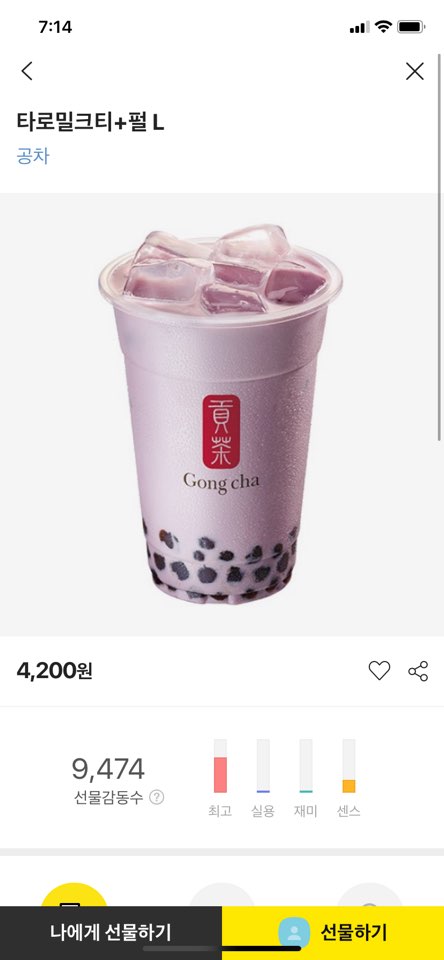 7:14
타로밀크티+펄 L
공차
貢
茶
Gong cha
4,200원
9,474
선물감동수 ?
최고 실용 재미 센스
나에게 선물하기 선물하기